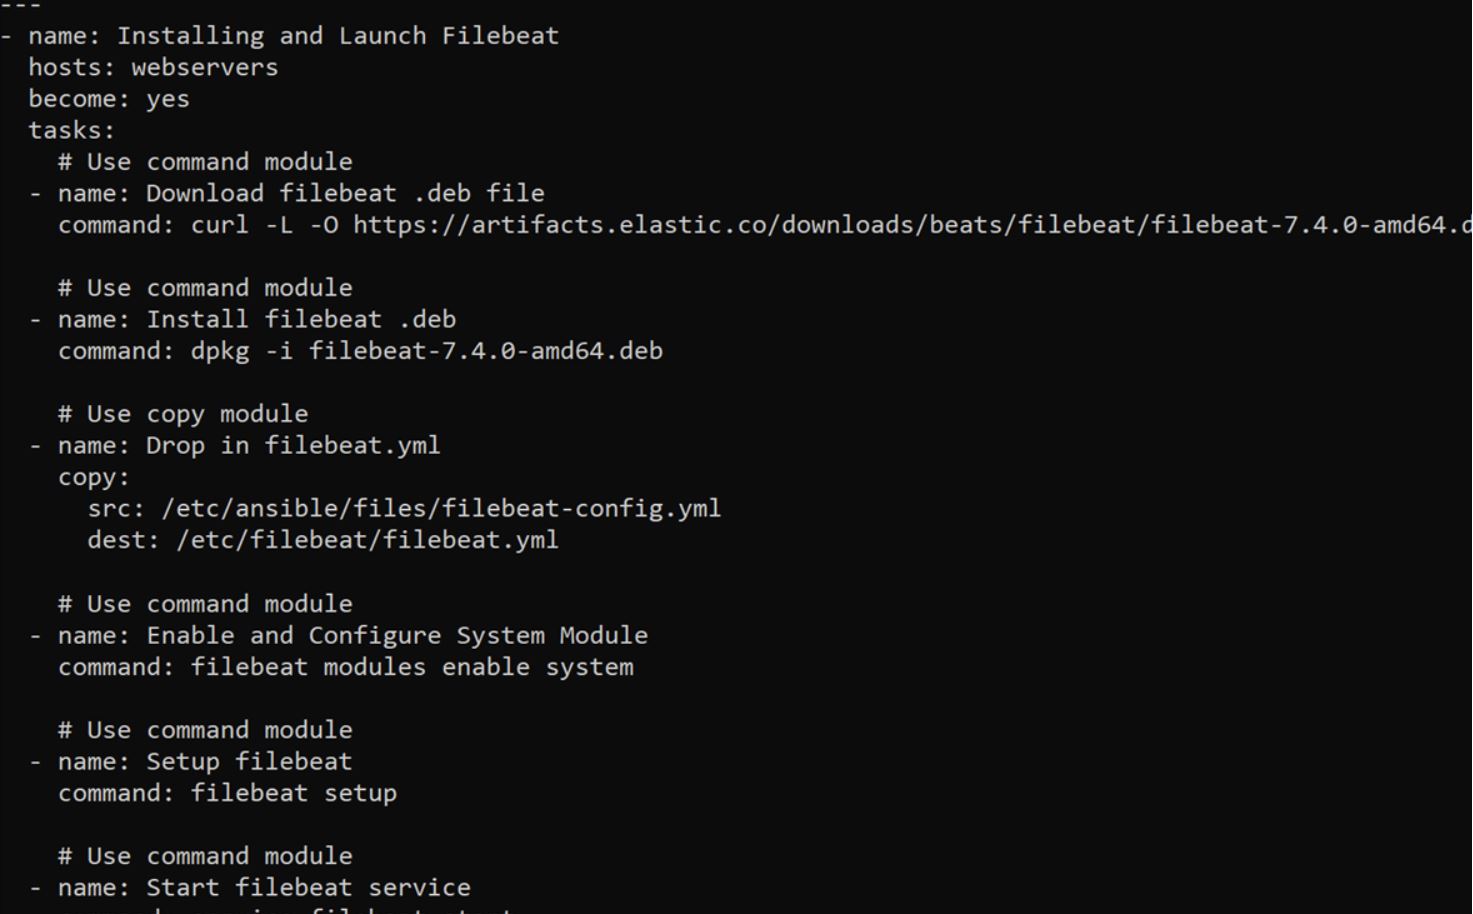 ---
- name: Installing and Launch Filebeat
  hosts: webservers
  become: yes
  tasks:
    # Use command module
  - name: Download filebeat .deb file
    command: curl -L -O https://artifacts.elastic.co/downloads/beats/filebeat/filebeat-7.4.0-amd64.d
    # Use command module
  - name: Install filebeat .deb
    command: dpkg -i filebeat-7.4.0-amd64.deb
    # Use copy module
  - name: Drop in filebeat.yml
    copy:
      src: /etc/ansible/files/filebeat-config.yml
      dest: /etc/filebeat/filebeat.yml
    # Use command module
  - name: Enable and Configure System Module
    command: filebeat modules enable system
    # Use command module
  - name: Setup filebeat
    command: filebeat setup
    # Use command module
  - name: Start filebeat service